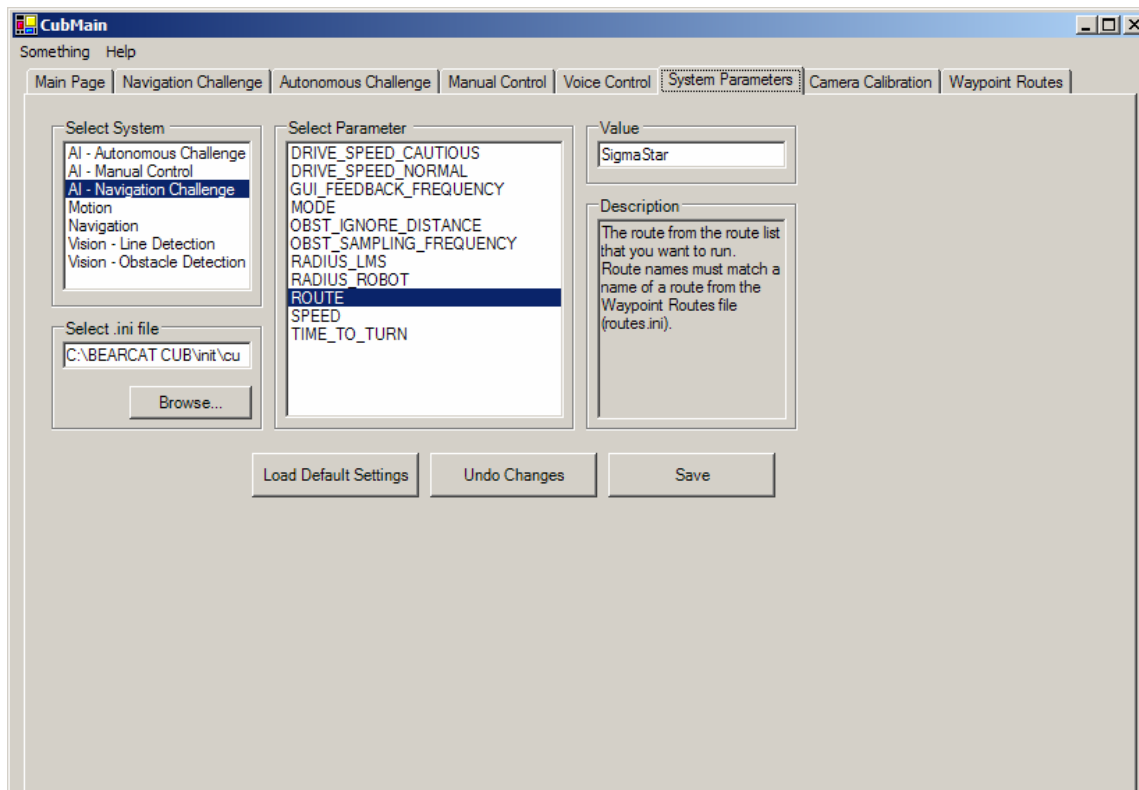 CubMain
Something Help
Main Page Navigation Challenge Autonomous Challenge Manual Control Voice Control System Parameters Camera Calibration Waypoint Routes
Select System
AI - Autonomous Challenge
AI - Manual Control
AI - Navigation Challenge
Motion
Navigation
Vision - Line Detection
Vision - Obstacle Detection
Select .ini file
C:\BEARCAT CUB\init\cu
Browse...
Select Parameter
DRIVE_SPEED_CAUTIOUS
DRIVE_SPEED_NORMAL
GUI_FEEDBACK_FREQUENCY
MODE
OBST_IGNORE_DISTANCE
OBST_SAMPLING_FREQUENCY
RADIUS_LMS
RADIUS_ROBOT
ROUTE
SPEED
TIME_TO_TURN
Value
SigmaStar
Description
The route from the route list
that you want to run.
Route names must match a
name of a route from the
Waypoint Routes file
(routes.ini).
Load Default Settings Undo Changes Save